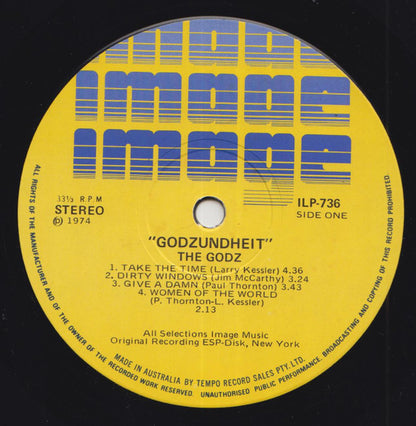 image
image
image
33⅓ R.P.M
STEREO
℗ 1974
ILP-736
SIDE ONE
"GODZUNDHEIT"
THE GODZ
1. TAKE THE TIME (Larry Kessler) 4.36
2. DIRTY WINDOWS (Jim McCarthy) 3.24
3. GIVE A DAMN (Paul Thornton) 3.43
4. WOMEN OF THE WORLD
(P. Thornton-L. Kessler)
2.13
All Selections Image Music
Original Recording ESP-Disk, New York
MADE IN AUSTRALIA BY TEMPO RECORD SALES PTY. LTD.
ALL RIGHTS OF THE MANUFACTURER AND OF THE OWNER OF THE RECORDED WORK RESERVED. UNAUTHORISED PUBLIC PERFORMANCE, BROADCASTING AND COPYING OF THIS RECORD PROHIBITED.